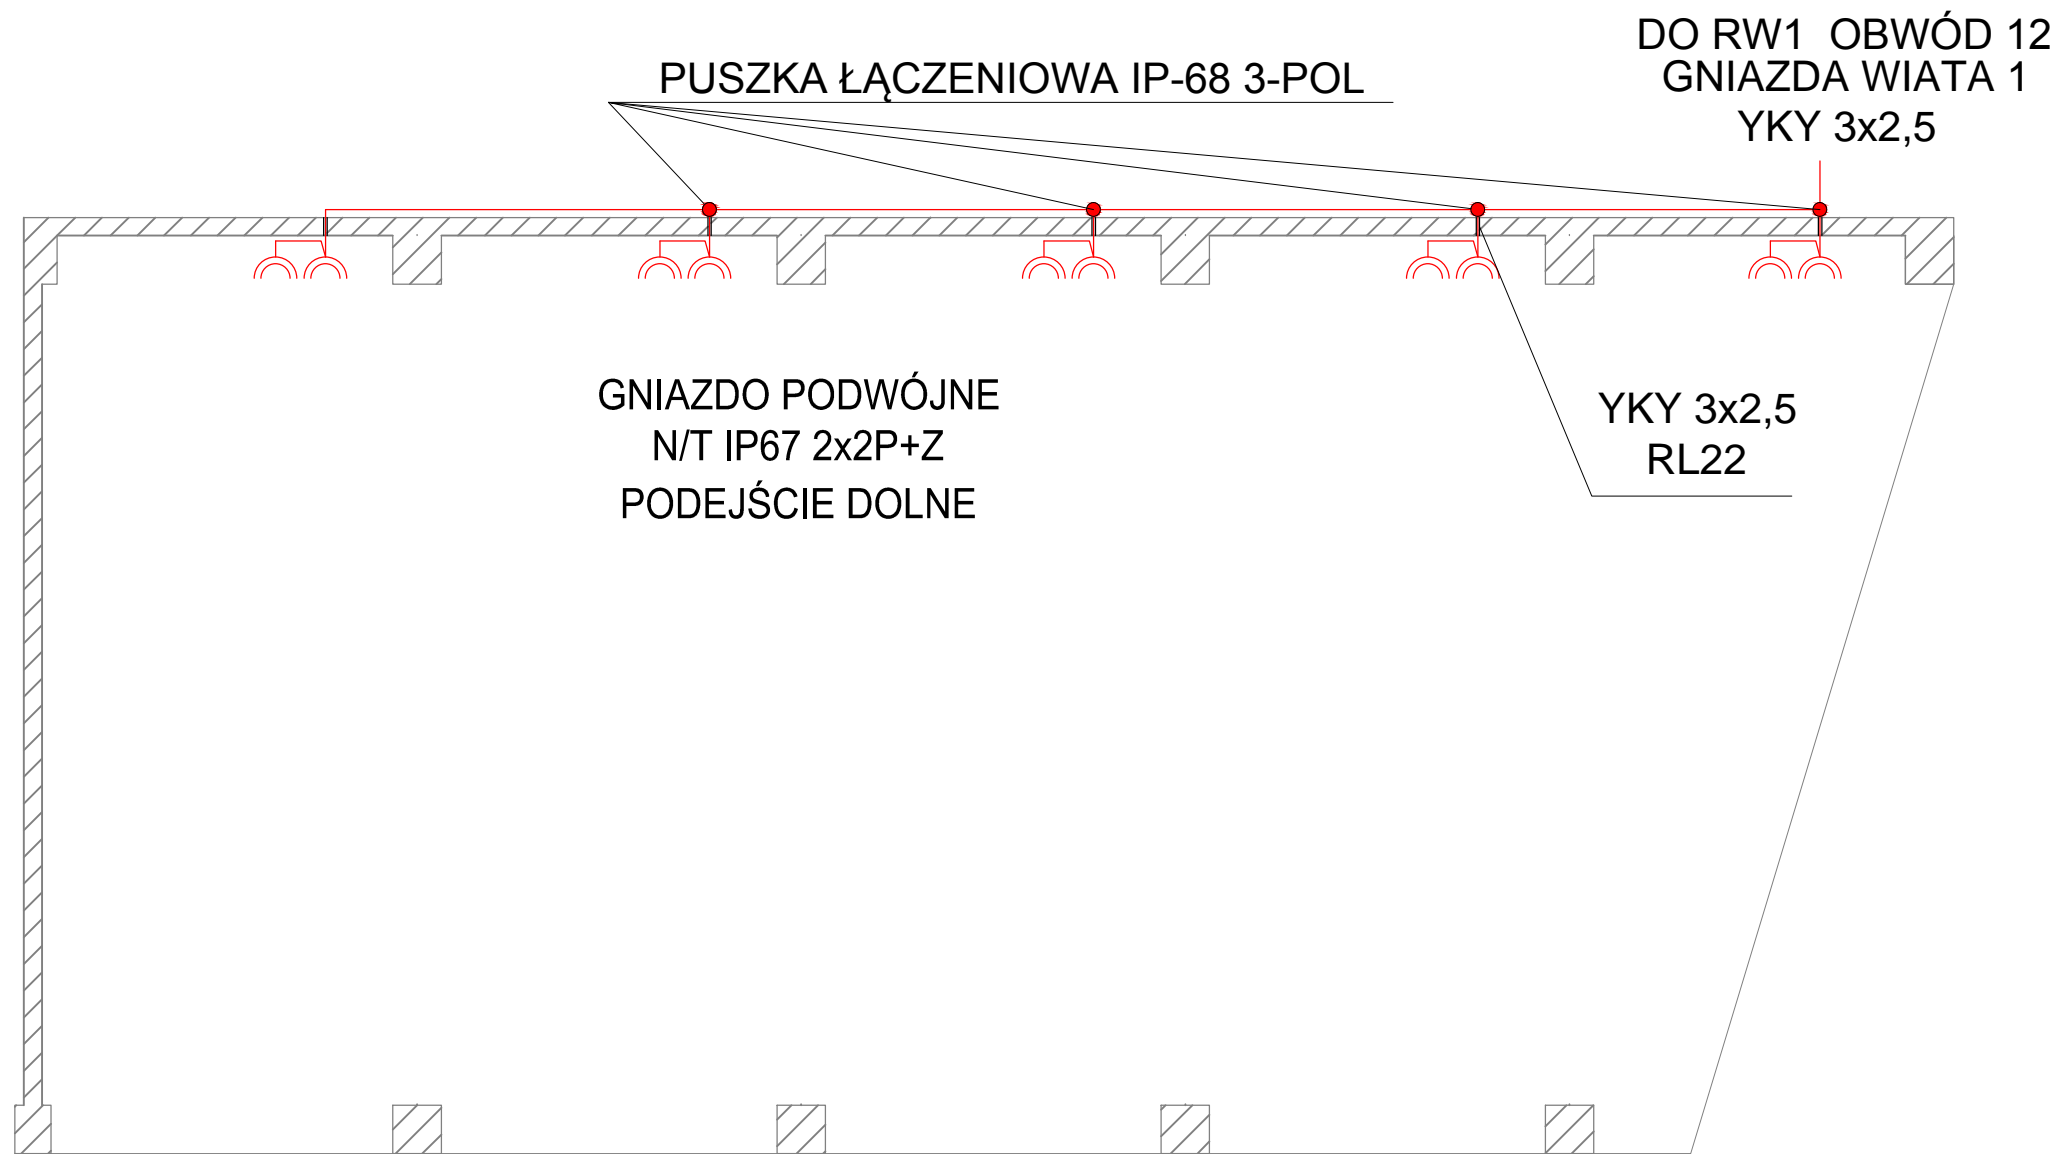 DO RW1 OBWÓD 12
GNIAZDA WIATA 1
YKY 3x2,5
PUSZKA ŁĄCZENIOWA IP-68 3-POL
GNIAZDO PODWÓJNE
N/T IP67 2x2P+Z
PODEJŚCIE DOLNE
YKY 3x2,5
RL22